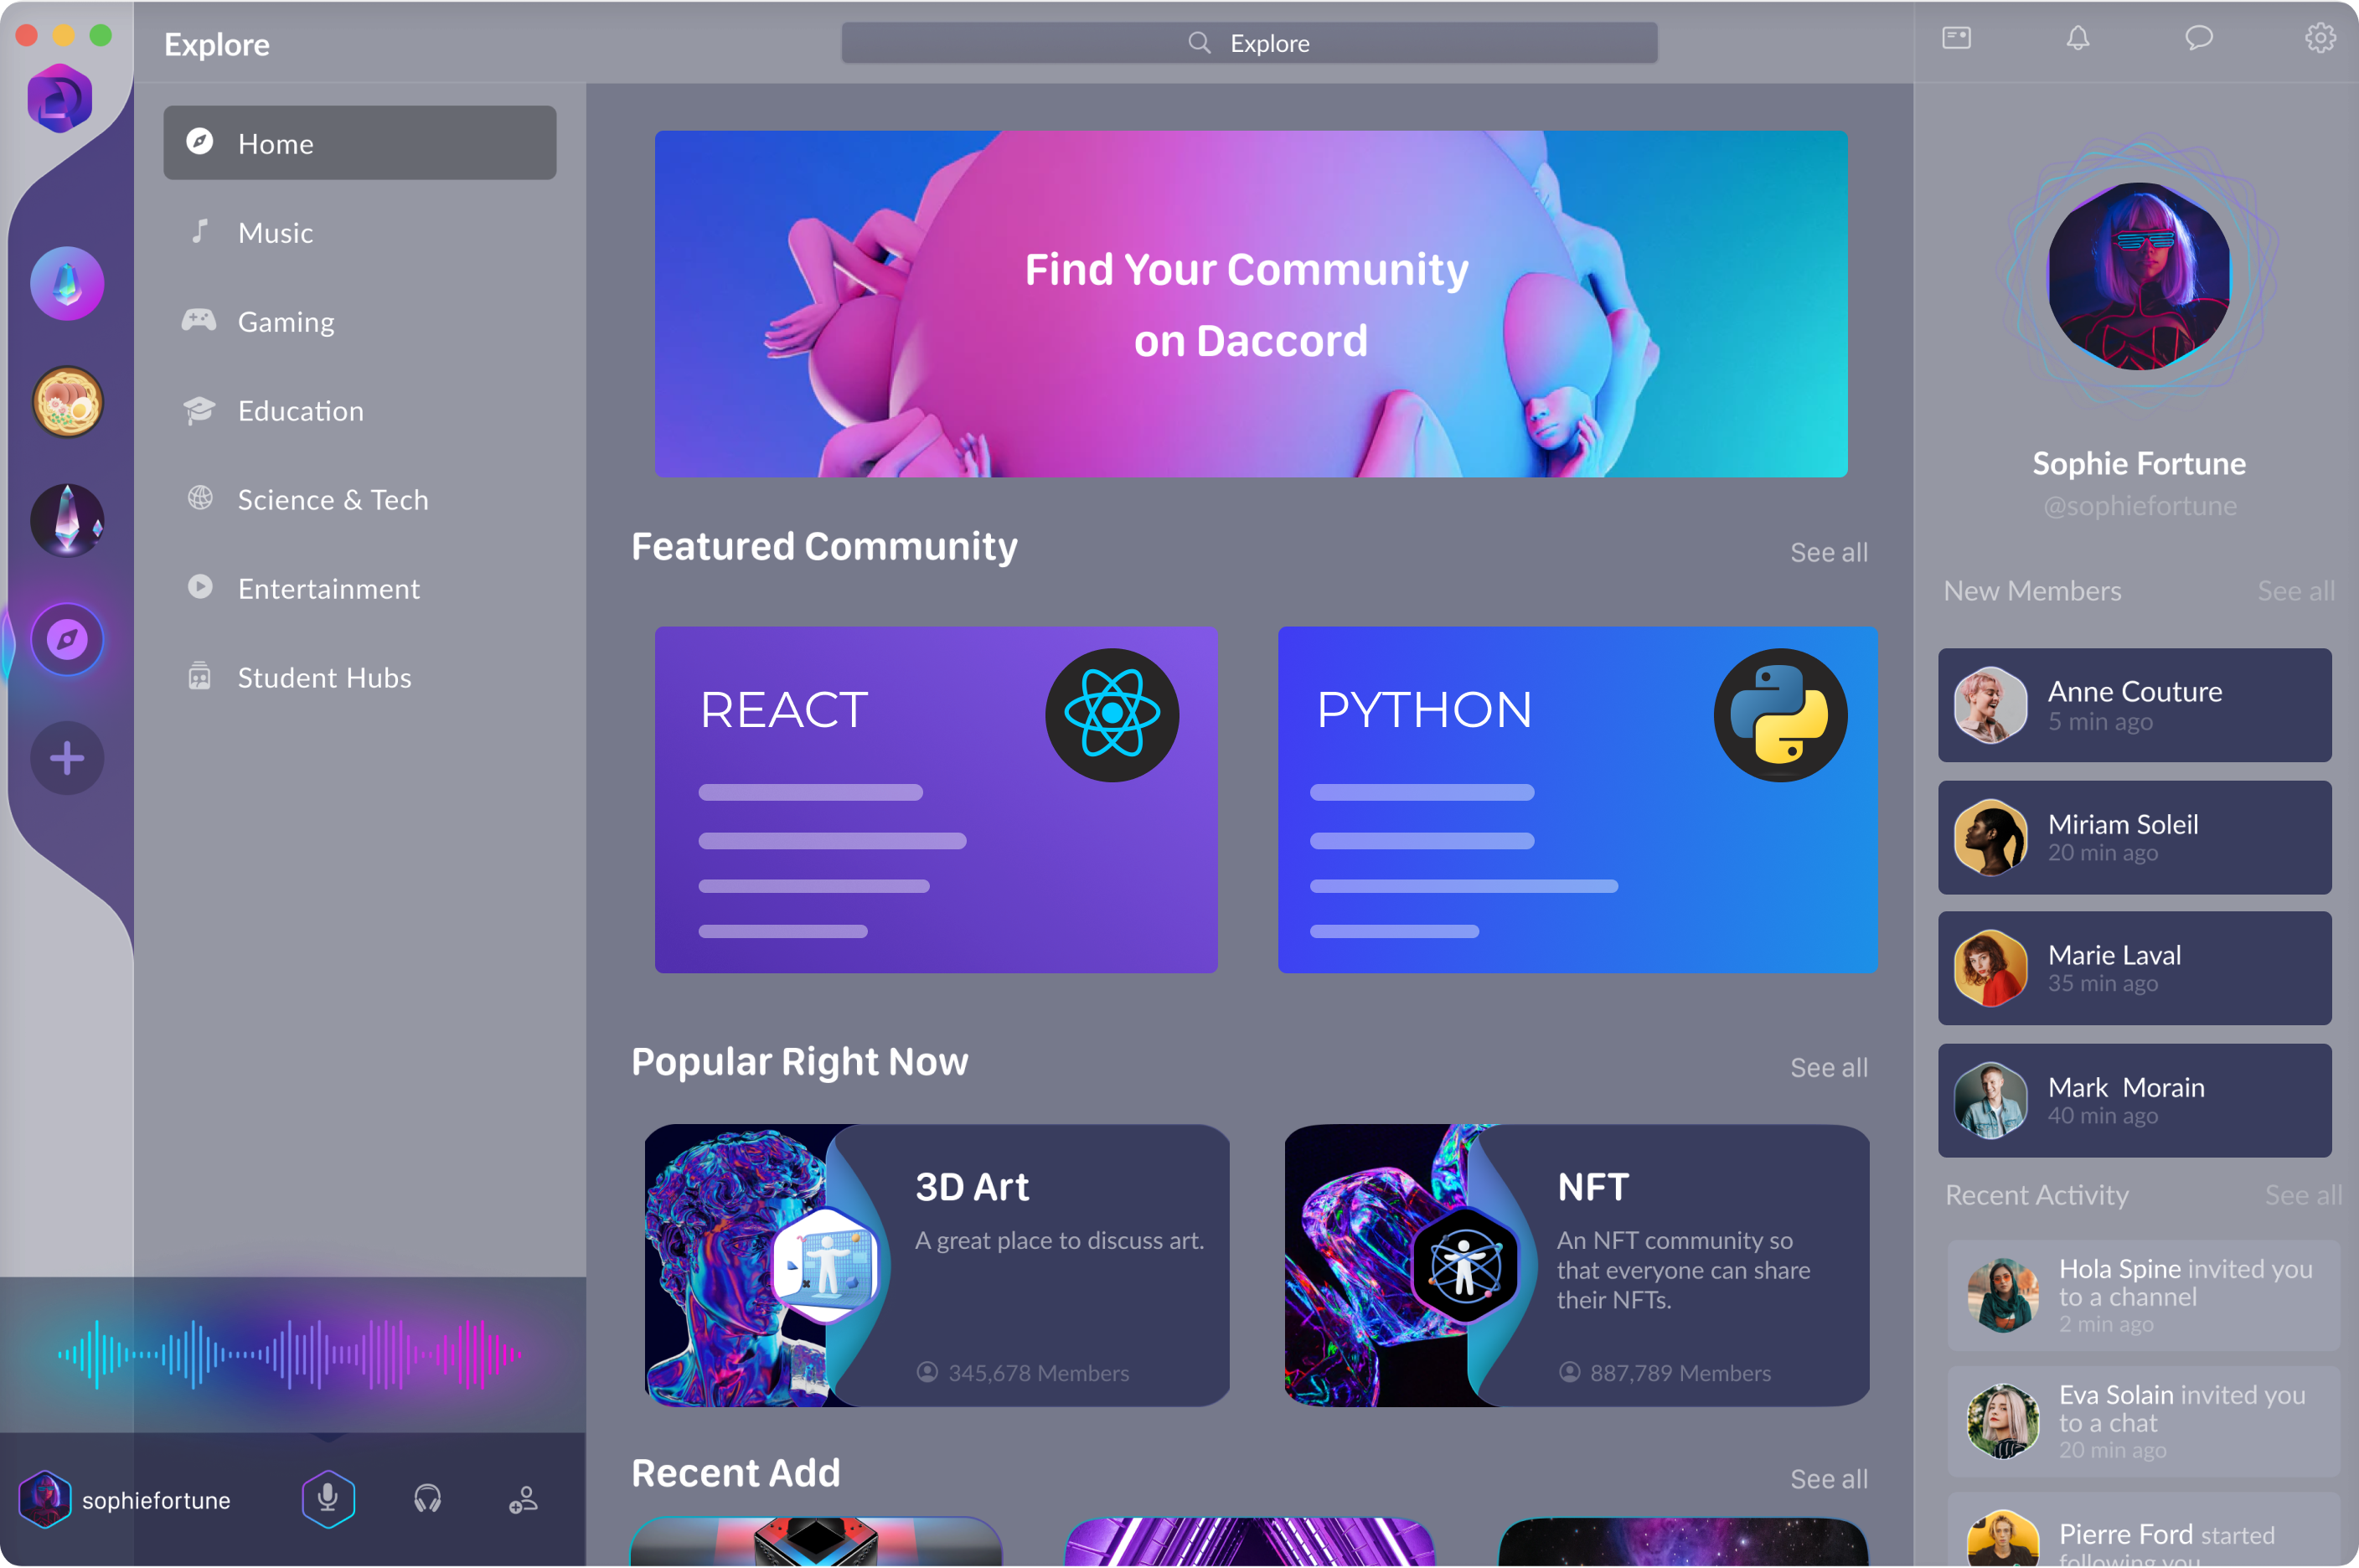 Explore
Explore
Home
Music
Gaming
Education
Science & Tech
Entertainment
Student Hubs
sophiefortune
Find Your Community
on Daccord
Featured Community
See all
REACT
PYTHON
Popular Right Now
See all
3D Art
A great place to discuss art.
345,678 Members
NFT
An NFT community so
that everyone can share
their NFTs.
887,789 Members
Recent Add
See all
Sophie Fortune
@sophiefortune
New Members
See all
Anne Couture
5 min ago
Miriam Soleil
20 min ago
Marie Laval
35 min ago
Mark Morain
40 min ago
Recent Activity
See all
Hola Spine invited you
to a channel
2 min ago
Eva Solain invited you
to a chat
20 min ago
Pierre Ford started
following you